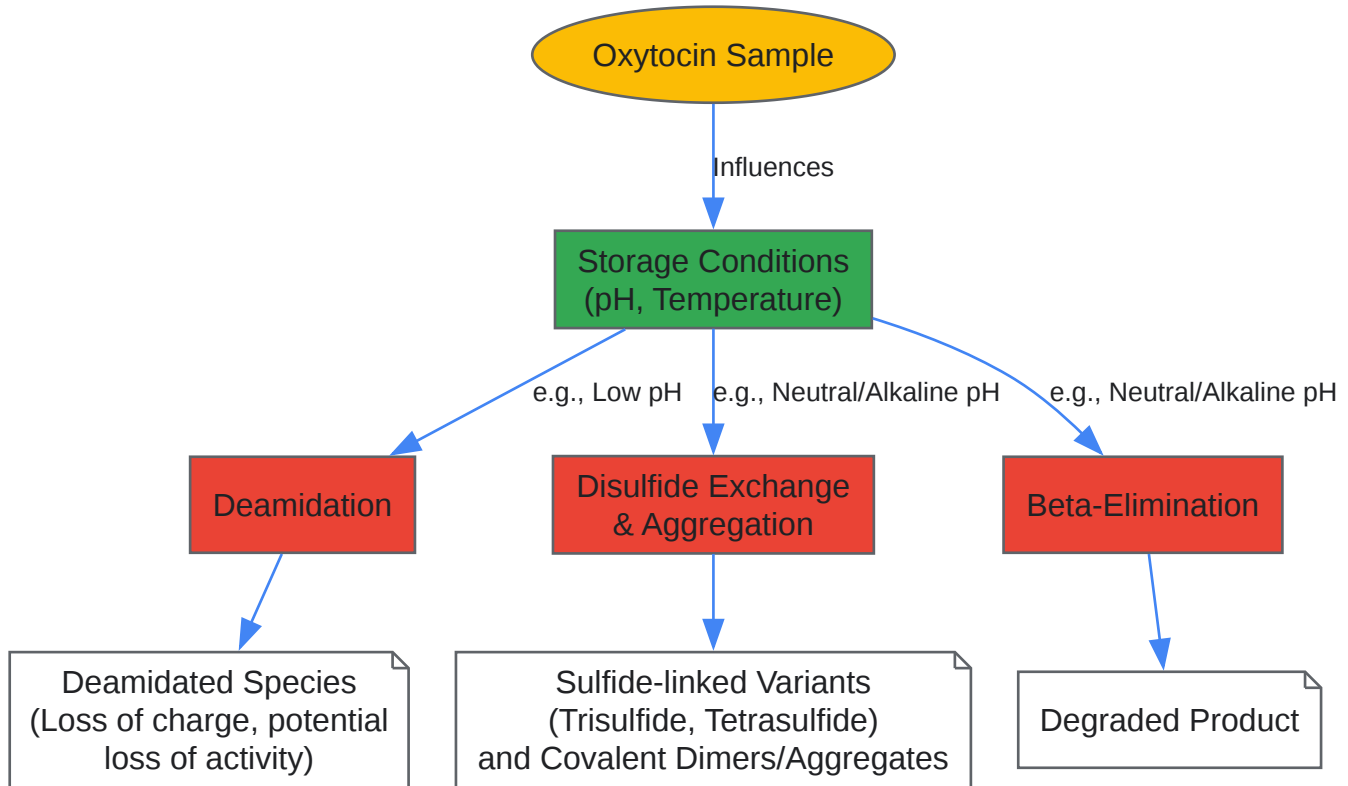 Oxytocin Sample
Influences
Storage Conditions
(pH, Temperature)
e.g., Low pH
e.g., Neutral/Alkaline pH
e.g., Neutral/Alkaline pH
Deamidation
Disulfide Exchange
& Aggregation
Beta-Elimination
Deamidated Species
(Loss of charge, potential
loss of activity)
Sulfide-linked Variants
(Trisulfide, Tetrasulfide)
and Covalent Dimers/Aggregates
Degraded Product